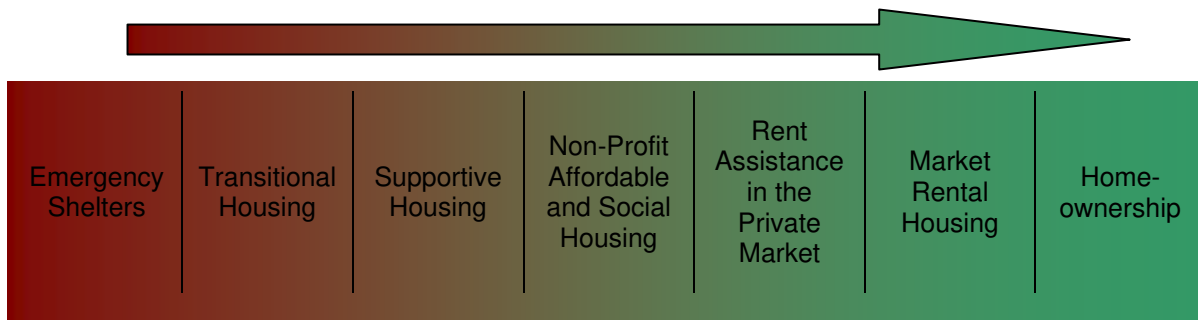 Emergency
Shelters
Transitional
Housing
Supportive
Housing
Non-Profit
Affordable
and Social
Housing
Rent
Assistance
in the
Private
Market
Market
Rental
Housing
Home-
ownership